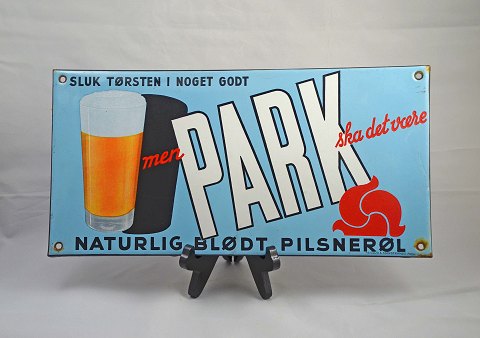 SLUK TØRSTEN I NOGET GODT
men PARK ska det være
NATURLIG BLØDT PILSNERØL